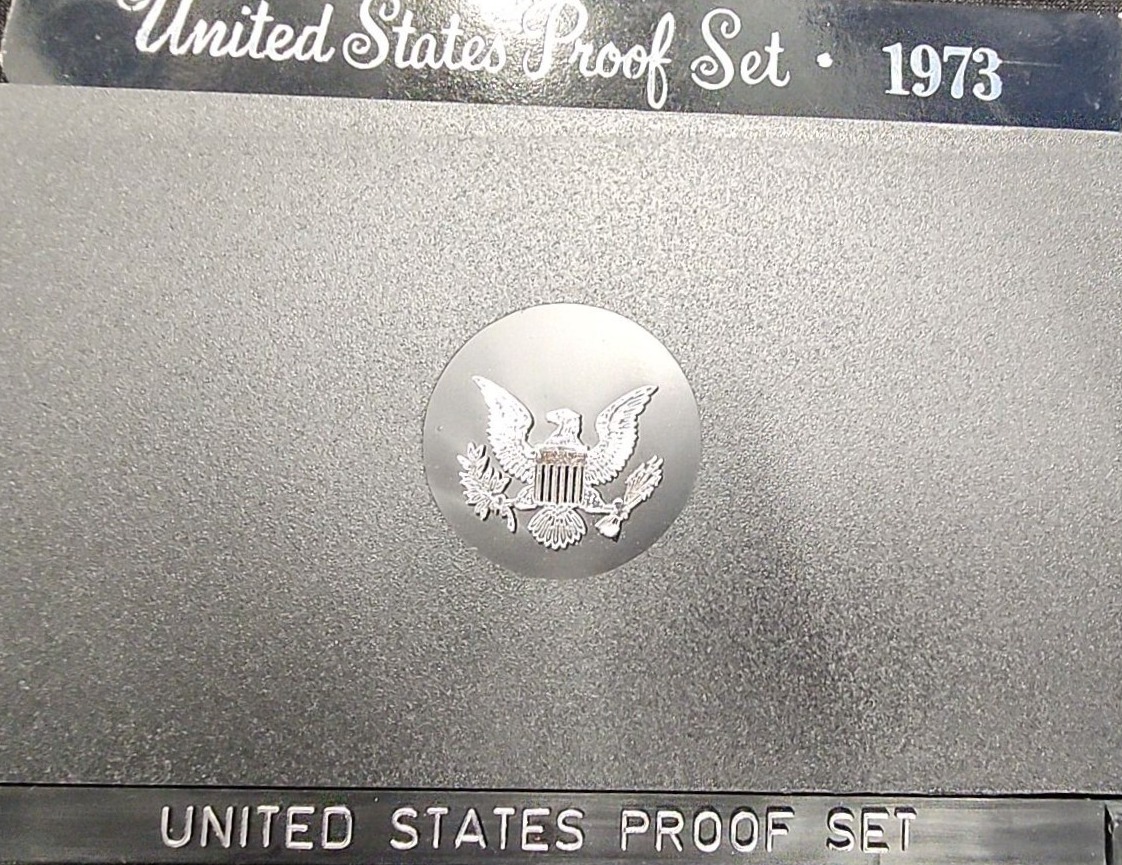 United States Proof Set • 1973
UNITED STATES PROOF SET